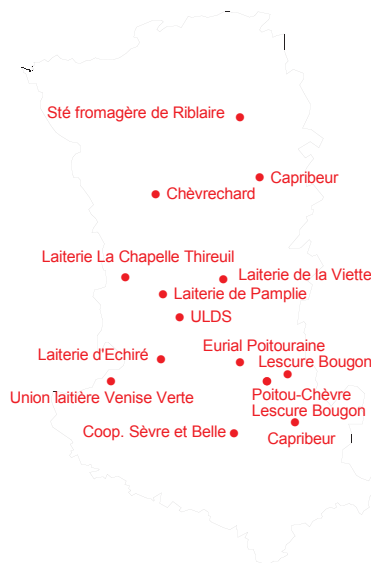 Sté fromagère de Riblaire
Capribeur
Chèvrechard
Laiterie La Chapelle Thireuil
Laiterie de la Viette
Laiterie de Pamplie
ULDS
Eurial Poitouraine
Laiterie d'Echiré
Lescure Bougon
Union laitière Venise Verte
Poitou-Chèvre
Lescure Bougon
Coop. Sèvre et Belle
Capribeur